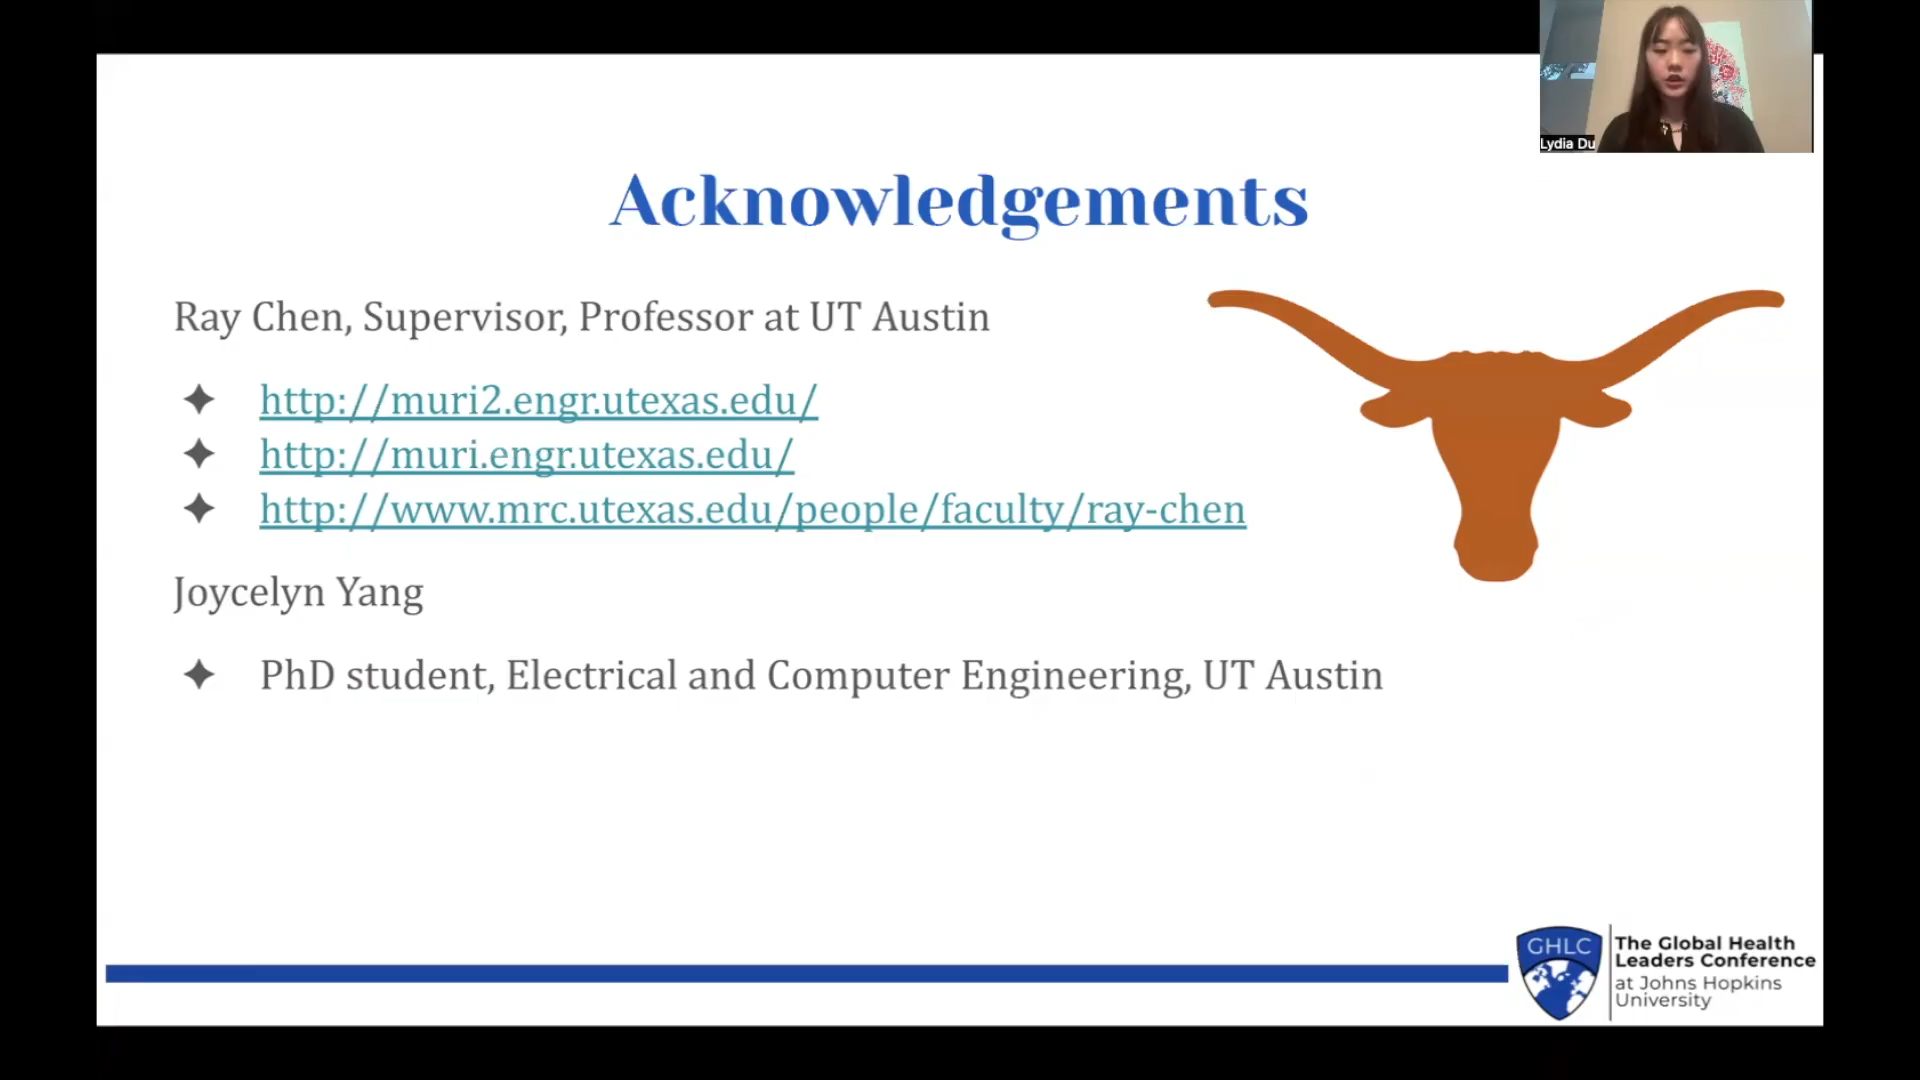 Lydia Du
Acknowledgements
Ray Chen, Supervisor, Professor at UT Austin
http://muri2.engr.utexas.edu/
http://muri.engr.utexas.edu/
http://www.mrc.utexas.edu/people/faculty/ray-chen
Joycelyn Yang
PhD student, Electrical and Computer Engineering, UT Austin
GHLC
The Global Health
Leaders Conference
at Johns Hopkins
University